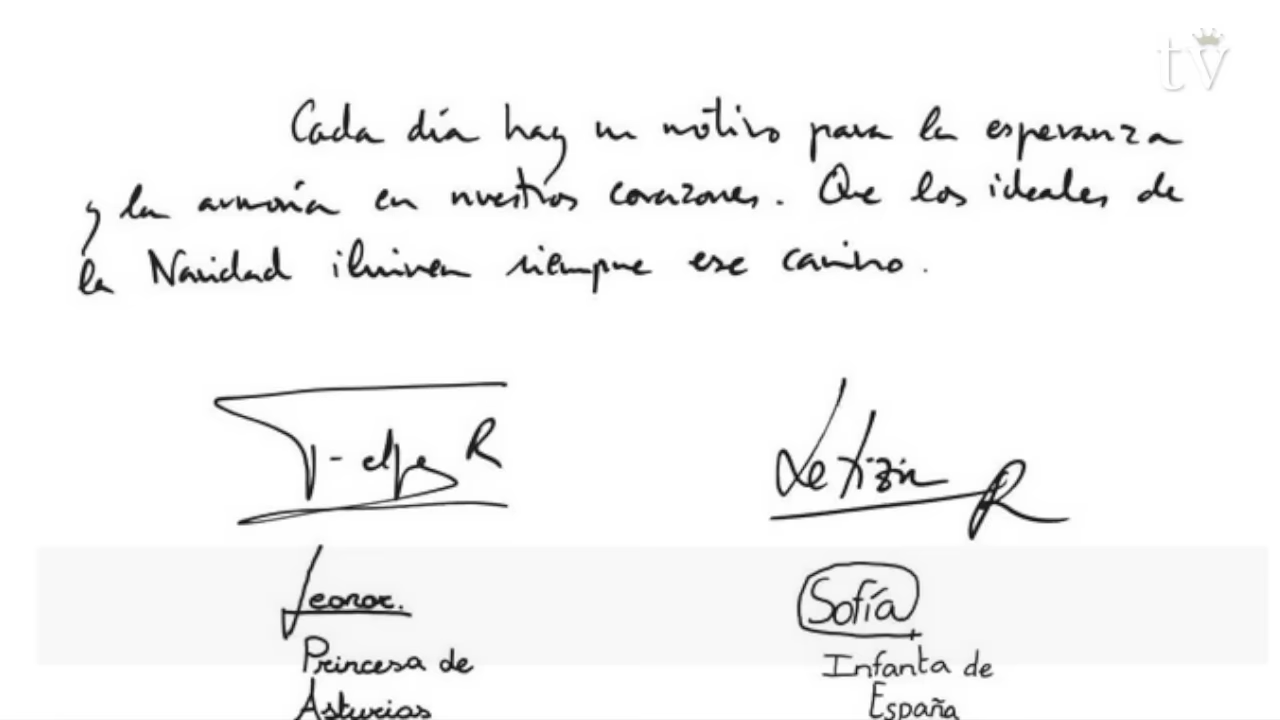 tv
Cada día hay un motivo para la esperanza
y la armonía en nuestros corazones. Que los ideales de
la Navidad iluminen siempre ese camino.
Felipe R
Letizia R
Leonor.
Sofía
Princesa de
Infanta de
Asturias
España